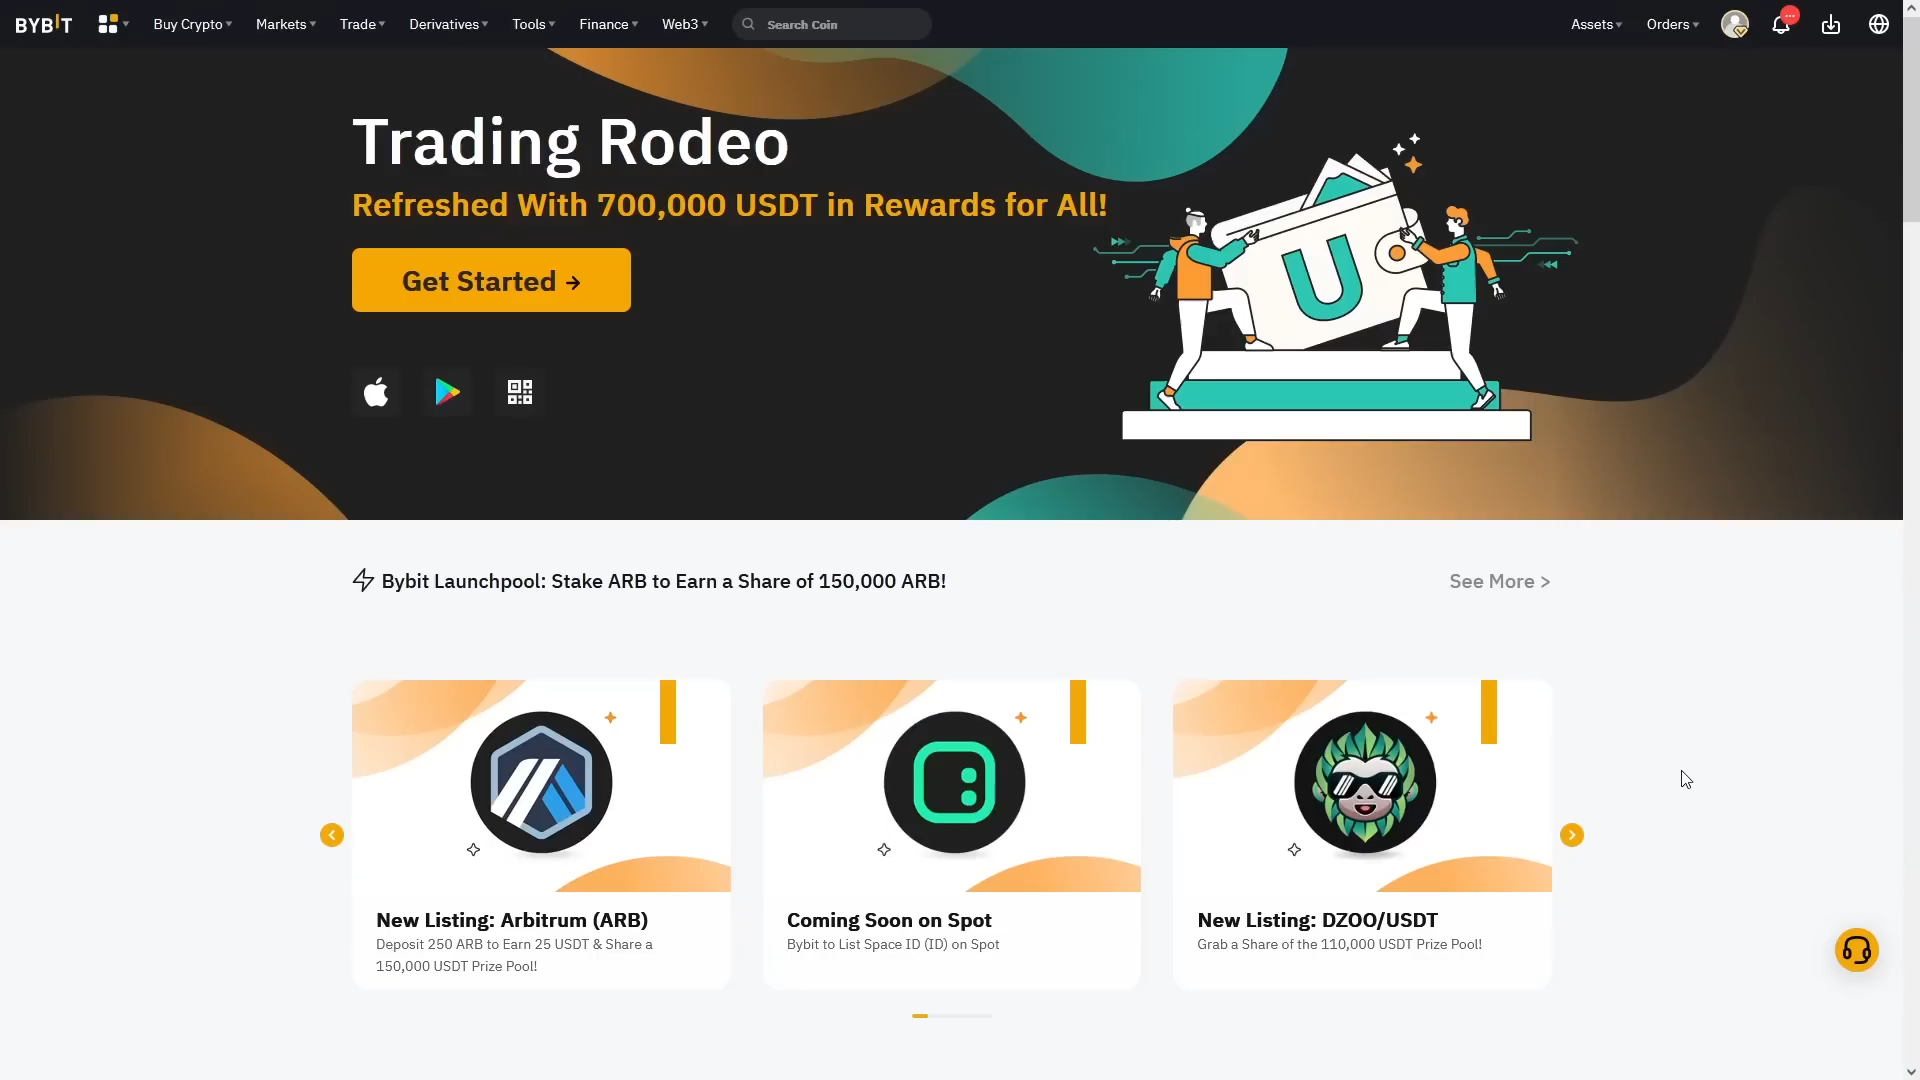 BYBIT
Buy Crypto
Markets
Trade
Derivatives
Tools
Finance
Web3
Search Coin
Assets
Orders
Trading Rodeo
Refreshed With 700,000 USDT in Rewards for All!
Get Started →
U
Bybit Launchpool: Stake ARB to Earn a Share of 150,000 ARB!
See More >
New Listing: Arbitrum (ARB)
Deposit 250 ARB to Earn 25 USDT & Share a
150,000 USDT Prize Pool!
Coming Soon on Spot
Bybit to List Space ID (ID) on Spot
New Listing: DZOO/USDT
Grab a Share of the 110,000 USDT Prize Pool!